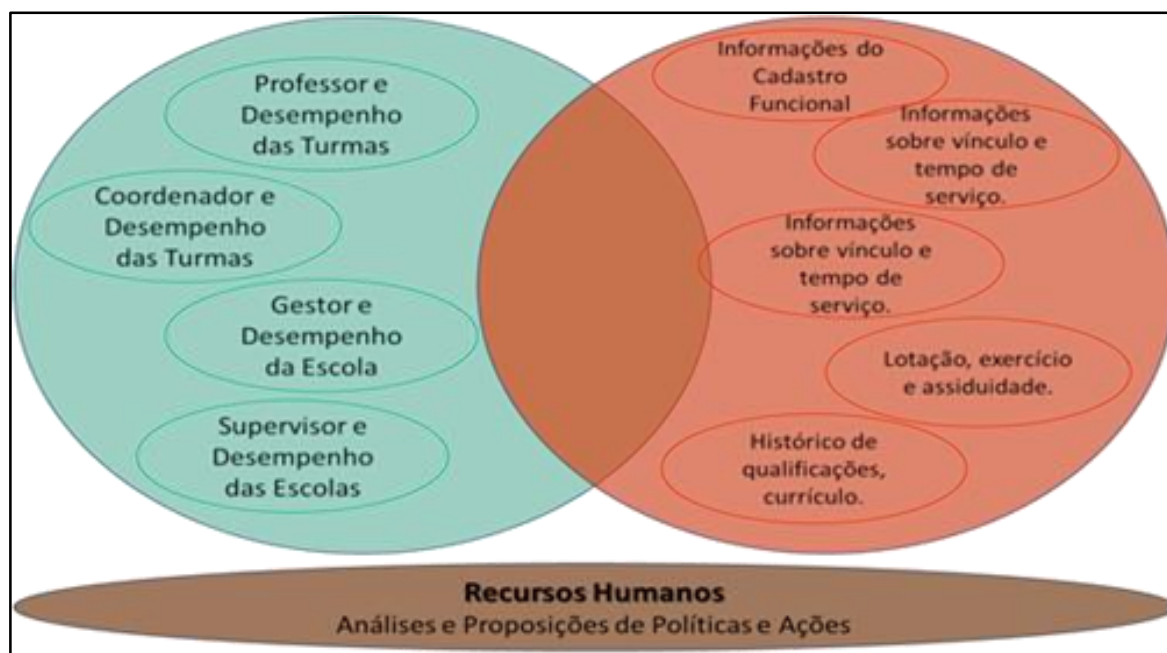 Professor e
Desempenho
das Turmas
Coordenador e
Desempenho
das Turmas
Gestor e
Desempenho
da Escola
Supervisor e
Desempenho
das Escolas
Informações do
Cadastro
Funcional
Informações
sobre vínculo e
tempo de
serviço.
Informações
sobre vínculo e
tempo de
serviço.
Lotação, exercício
e assiduidade.
Histórico de
qualificações,
currículo.
Recursos Humanos
Análises e Proposições de Políticas e Ações